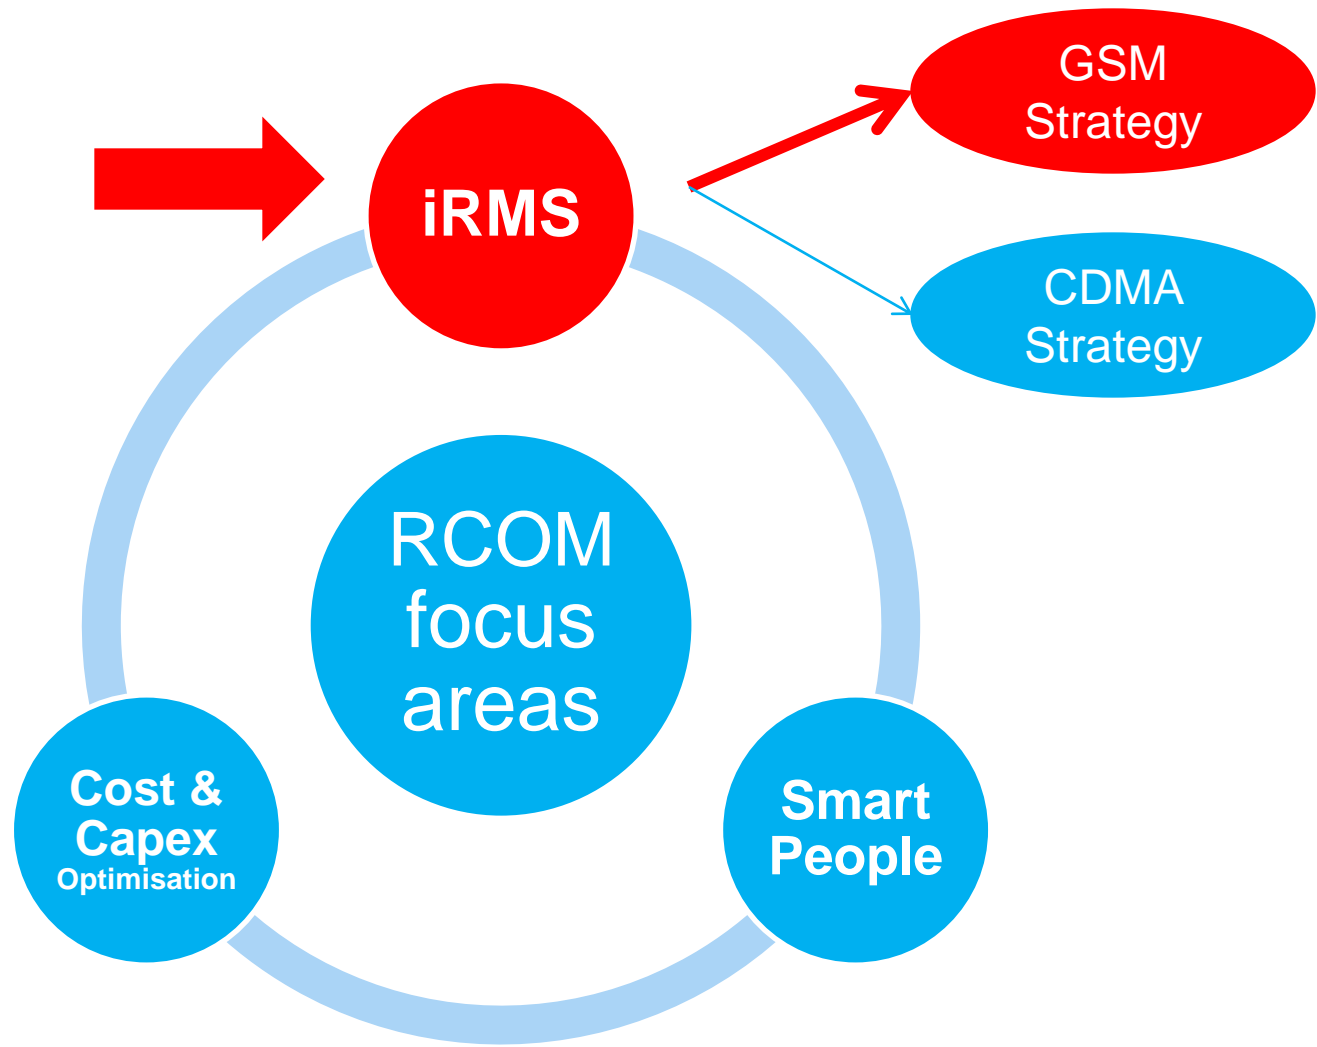 GSM
Strategy
iRMS
CDMA
Strategy
RCOM
focus
areas
Cost &
Capex
Optimisation
Smart
People